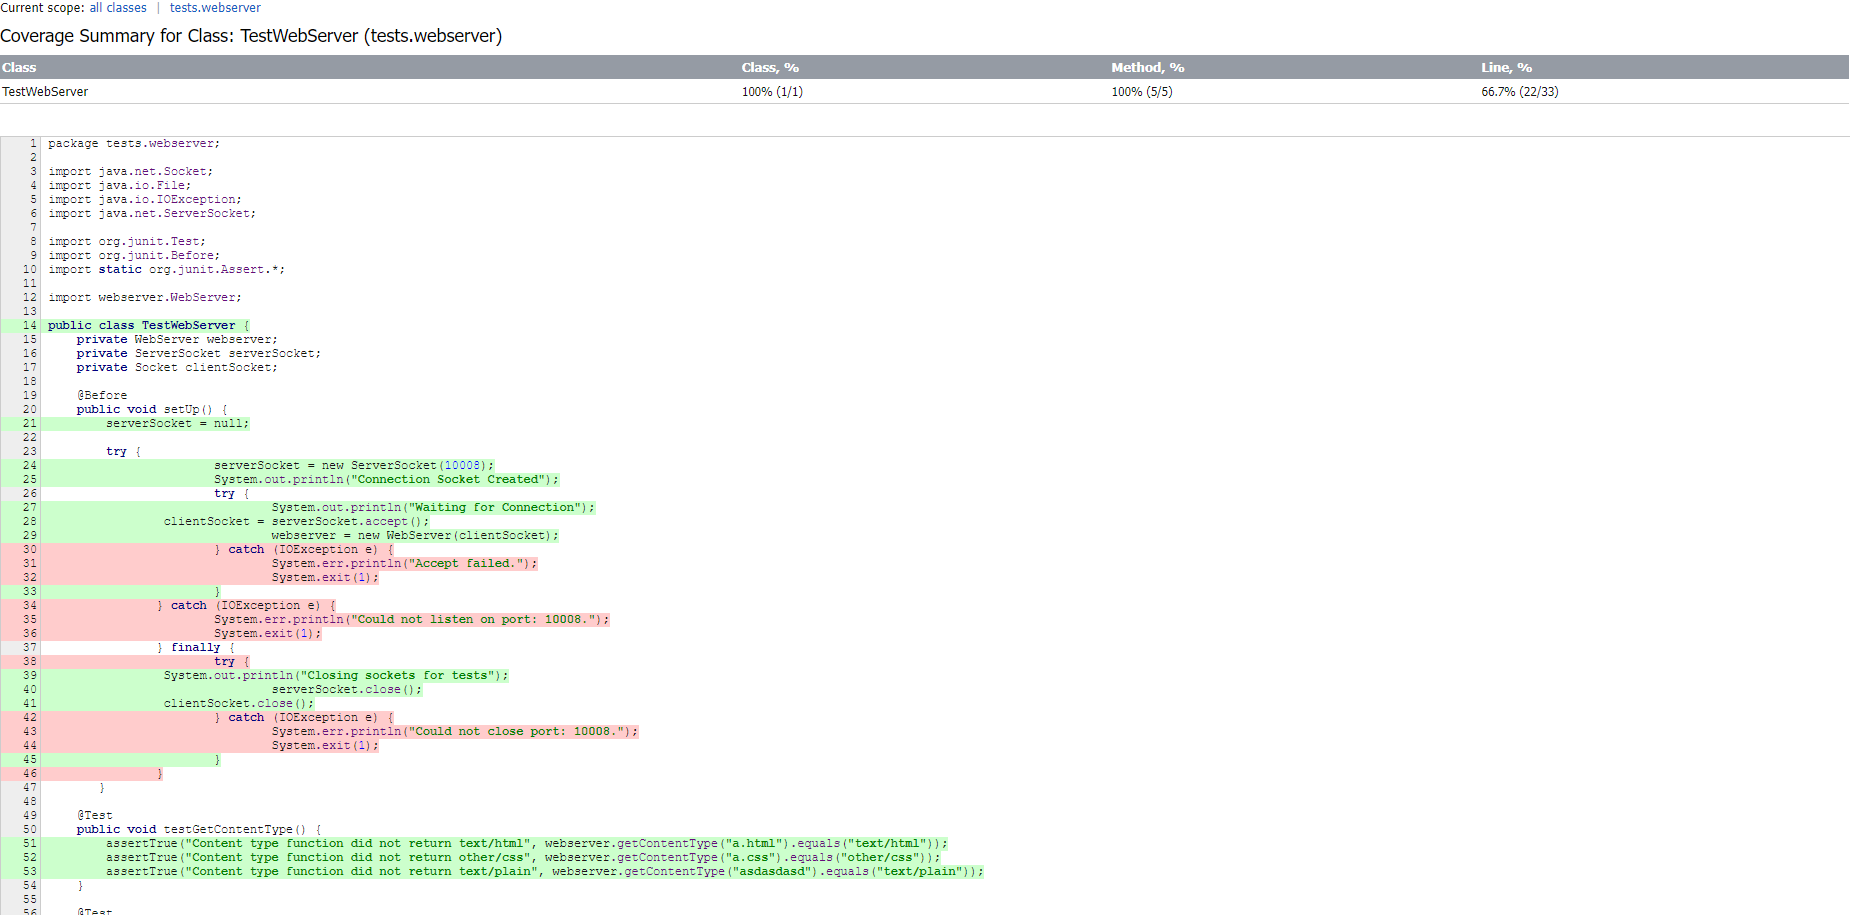 Current scope: all classes | tests.webserver
Coverage Summary for Class: TestWebServer (tests.webserver)
Class Class, % Method, % Line, %
TestWebServer 100% (1/1) 100% (5/5) 66.7% (22/33)
1 package tests.webserver;
2
3 import java.net.Socket;
4 import java.io.File;
5 import java.io.IOException;
6 import java.net.ServerSocket;
7
8 import org.junit.Test;
9 import org.junit.Before;
10 import static org.junit.Assert.*;
11
12 import webserver.WebServer;
13
14 public class TestWebServer {
15 private WebServer webserver;
16 private ServerSocket serverSocket;
17 private Socket clientSocket;
18
19 @Before
20 public void setUp() {
21 serverSocket = null;
22
23 try {
24 serverSocket = new ServerSocket(10008);
25 System.out.println("Connection Socket Created");
26 try {
27 System.out.println("Waiting for Connection");
28 clientSocket = serverSocket.accept();
29 webserver = new WebServer(clientSocket);
30 } catch (IOException e) {
31 System.err.println("Accept failed.");
32 System.exit(1);
33 }
34 } catch (IOException e) {
35 System.err.println("Could not listen on port: 10008.");
36 System.exit(1);
37 } finally {
38 try {
39 System.out.println("Closing sockets for tests");
40 serverSocket.close();
41 clientSocket.close();
42 } catch (IOException e) {
43 System.err.println("Could not close port: 10008.");
44 System.exit(1);
45 }
46 }
47 }
48
49 @Test
50 public void testGetContentType() {
51 assertTrue("Content type function did not return text/html", webserver.getContentType("a.html").equals("text/html"));
52 assertTrue("Content type function did not return other/css", webserver.getContentType("a.css").equals("other/css"));
53 assertTrue("Content type function did not return text/plain", webserver.getContentType("asdasdasd").equals("text/plain"));
54 }
55
56 @Test